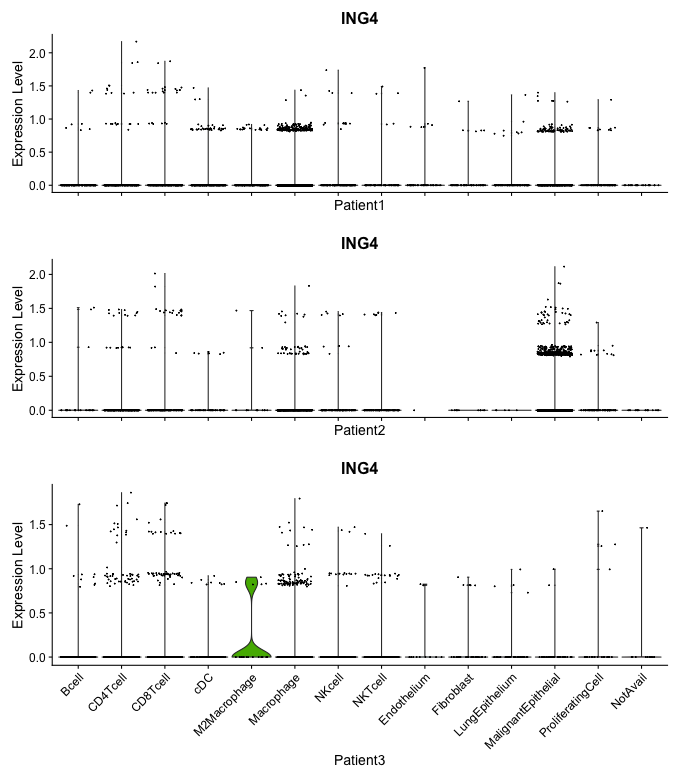 ING4
Expression Level
2.0
1.5
1.0
0.5
0.0
Patient1
ING4
Expression Level
2.0
1.5
1.0
0.5
0.0
Patient2
ING4
Expression Level
1.5
1.0
0.5
0.0
Bcell
CD4Tcell
CD8Tcell
cDC
M2Macrophage
Macrophage
NKcell
NKTcell
Endothelium
Fibroblast
LungEpithelium
MalignantEpithelial
ProliferatingCell
NotAvail
Patient3